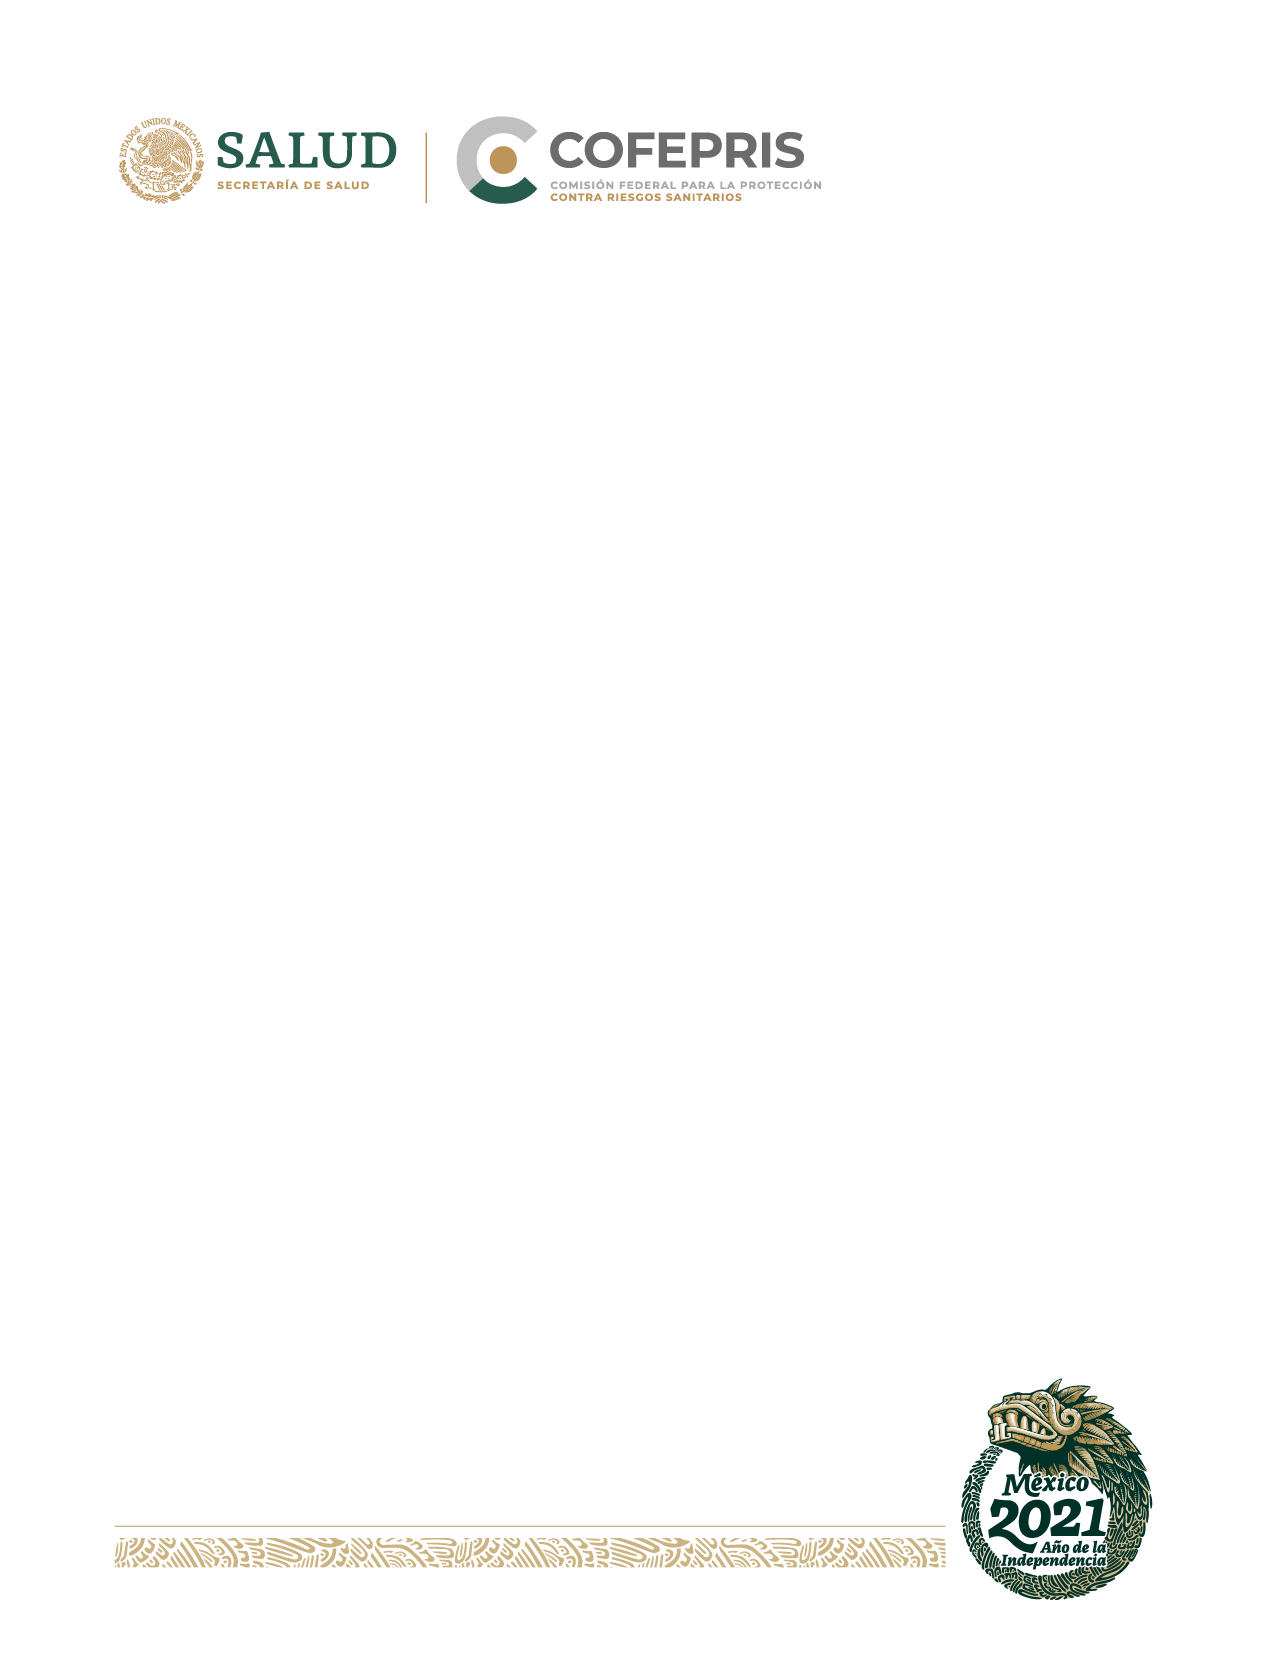 ESTADOS UNIDOS MEXICANOS
SALUD
SECRETARÍA DE SALUD
COFEPRIS
COMISIÓN FEDERAL PARA LA PROTECCIÓN
CONTRA RIESGOS SANITARIOS
México
2021
Año de la
Independencia